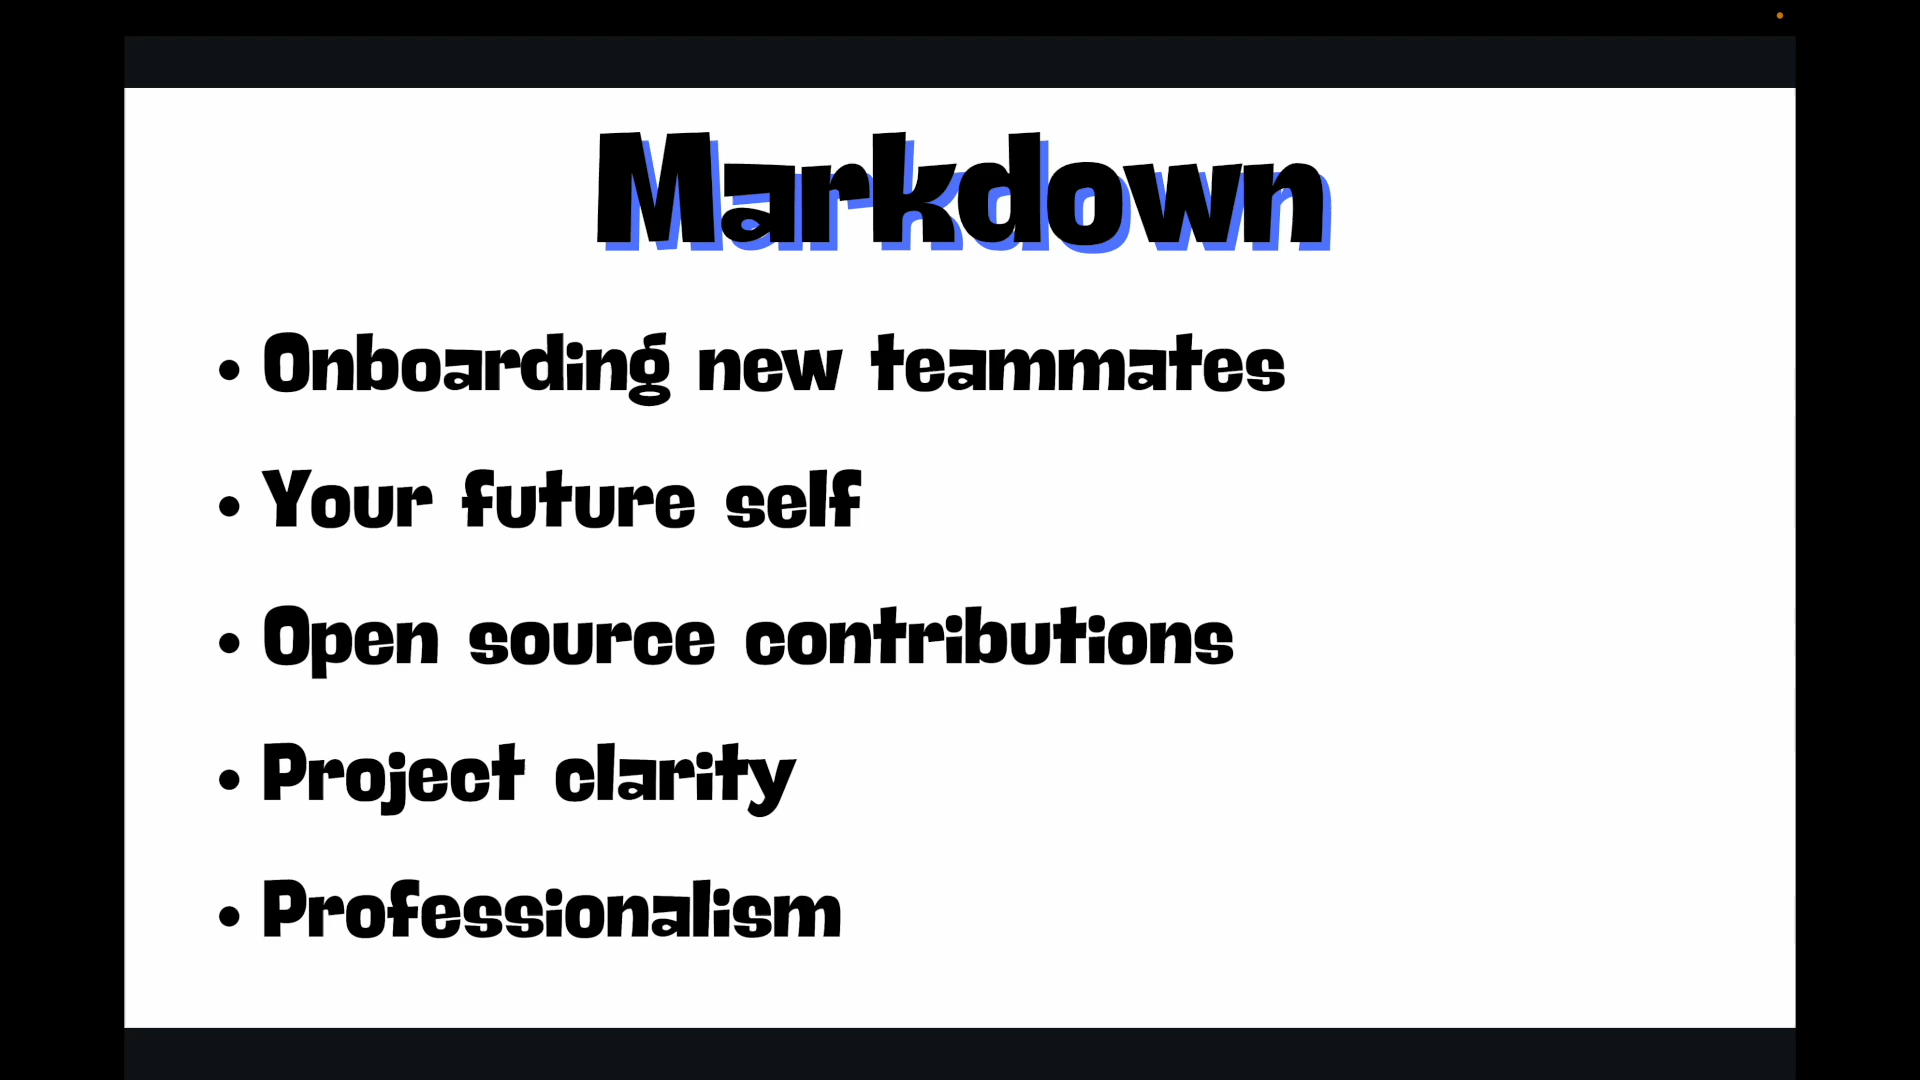 Markdown
• Onboarding new teammates
• Your future self
• Open source contributions
• Project clarity
• Professionalism